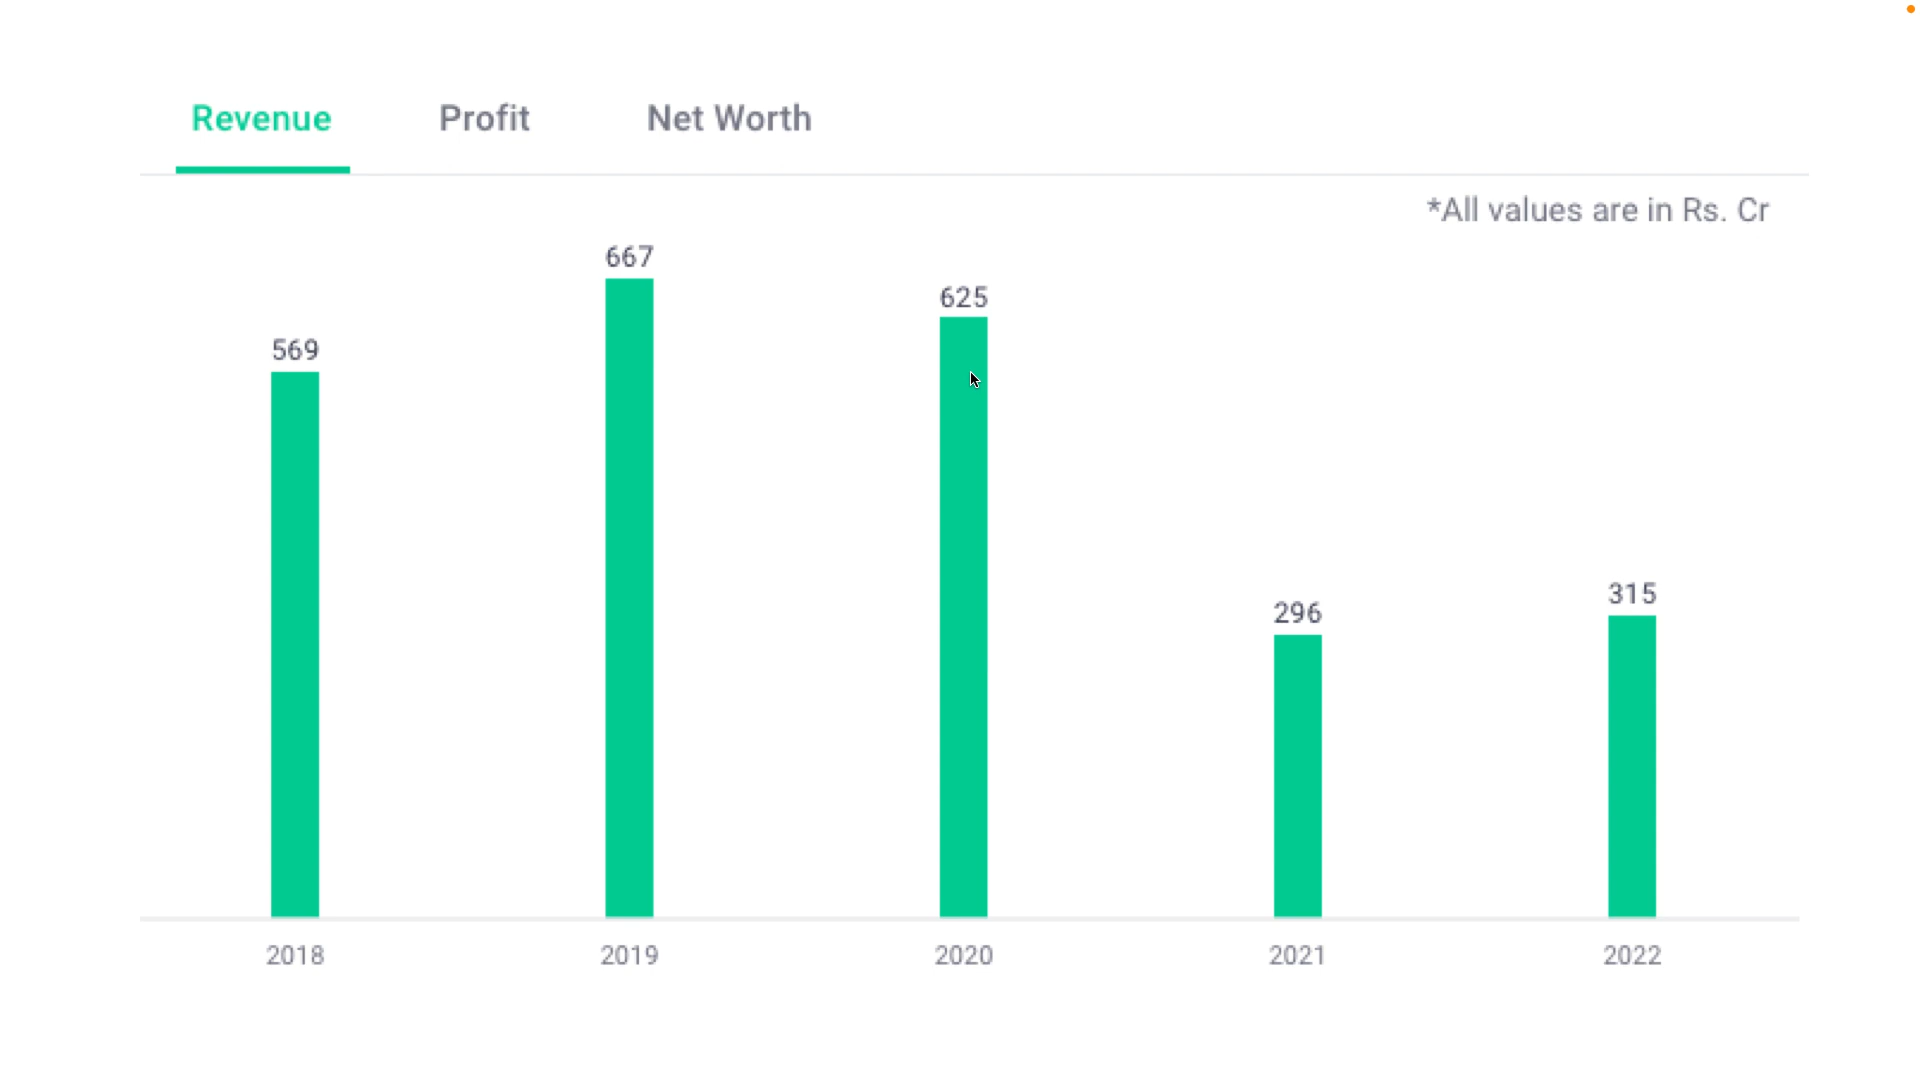 Revenue Profit Net Worth
*All values are in Rs. Cr
667
625
569
315
296
2018 2019 2020 2021 2022